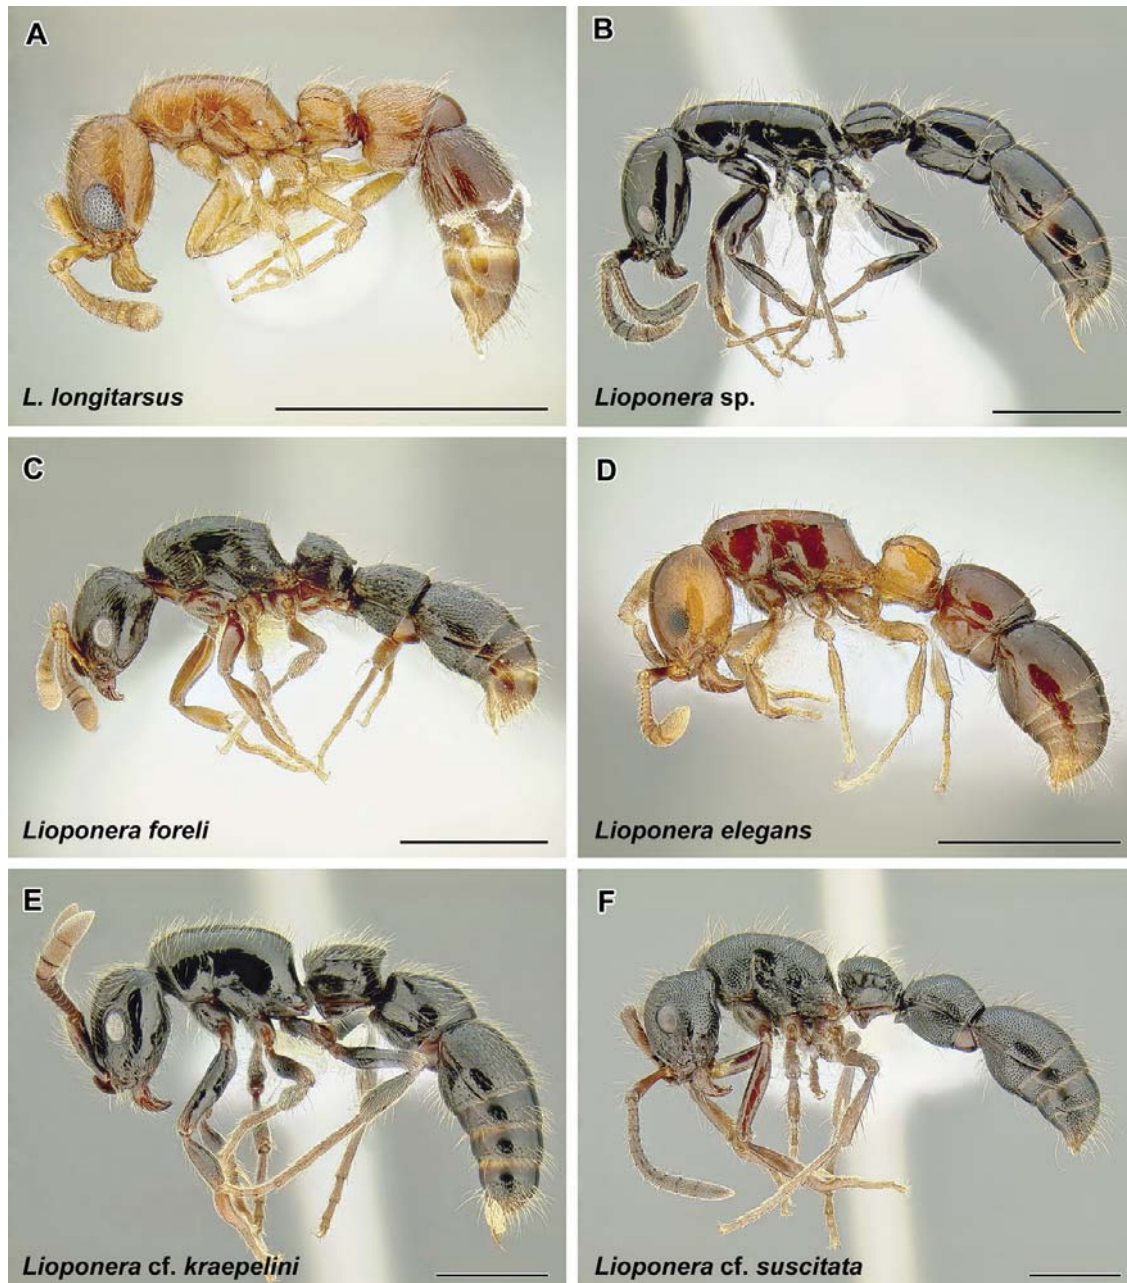 A
L. longitarsus
B
Lioponera sp.
C
Lioponera foreli
D
Lioponera elegans
E
Lioponera cf. kraepelini
F
Lioponera cf. suscitata